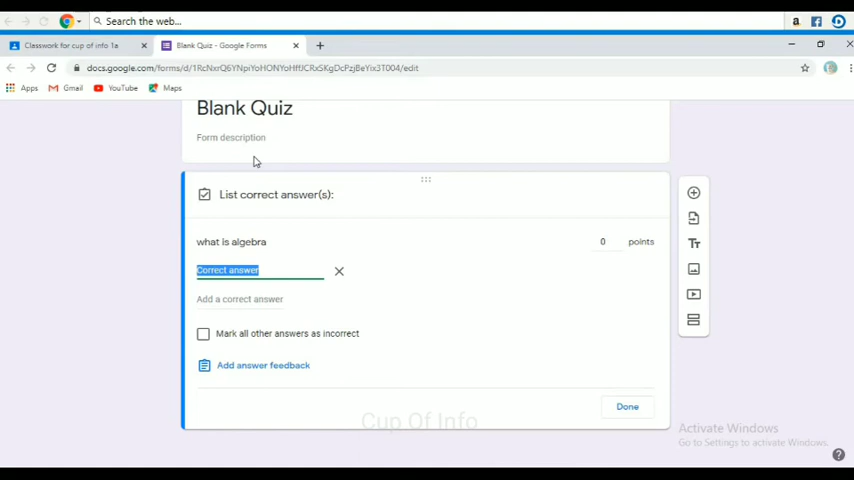 Search the web...
Classwork for cup of info 1a
Blank Quiz - Google Forms
docs.google.com/forms/d/1RcNxrQ6YNpiYoHONYoHffJCRxSKgDcPzjBeYix3T004/edit
Apps
Gmail
YouTube
Maps
Blank Quiz
Form description
List correct answer(s):
what is algebra
0 points
Correct answer
Add a correct answer
Mark all other answers as incorrect
Add answer feedback
Done
Cup Of Info
Activate Windows
Go to Settings to activate Windows.